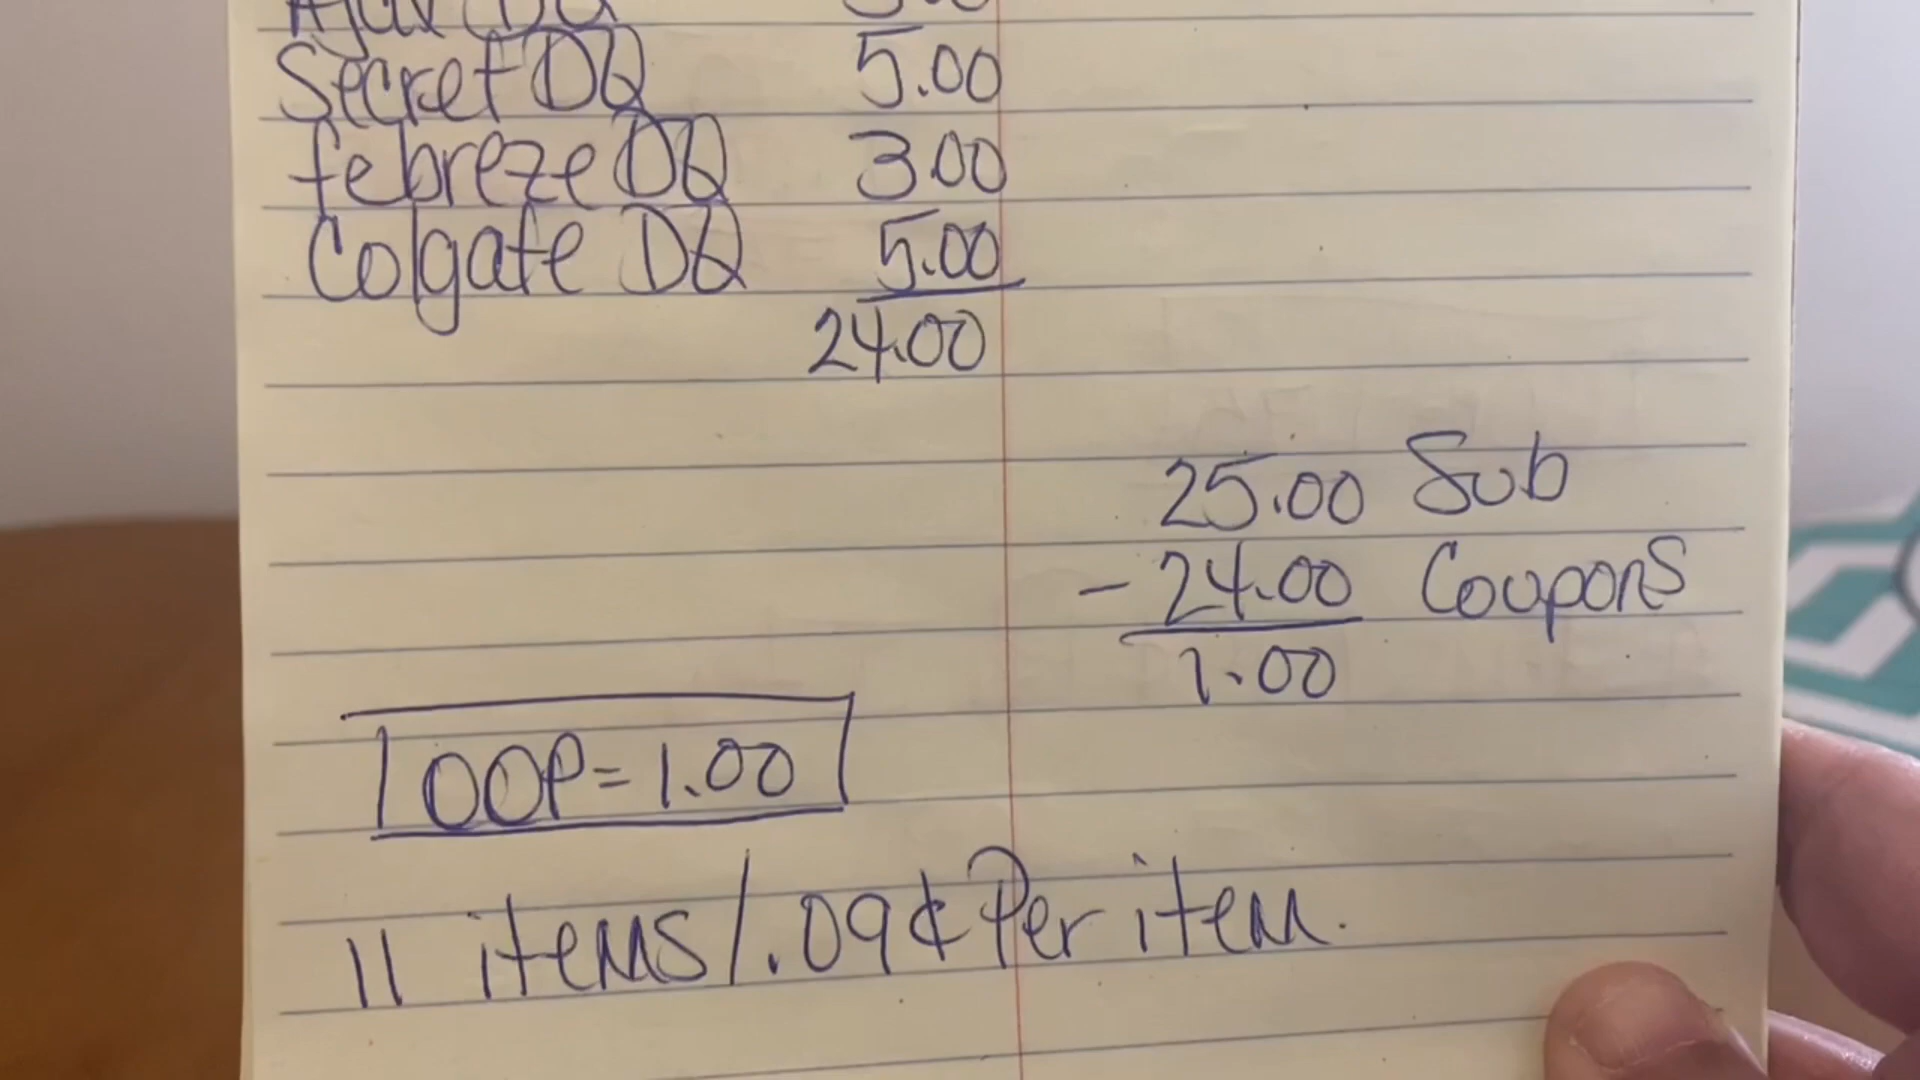 Secret DQ 5.00
febreze DQ 3.00
Colgate DQ 5.00
24.00
25.00 Sub
- 24.00 Coupons
1.00
OOP = 1.00
11 items / .09¢ Per item.